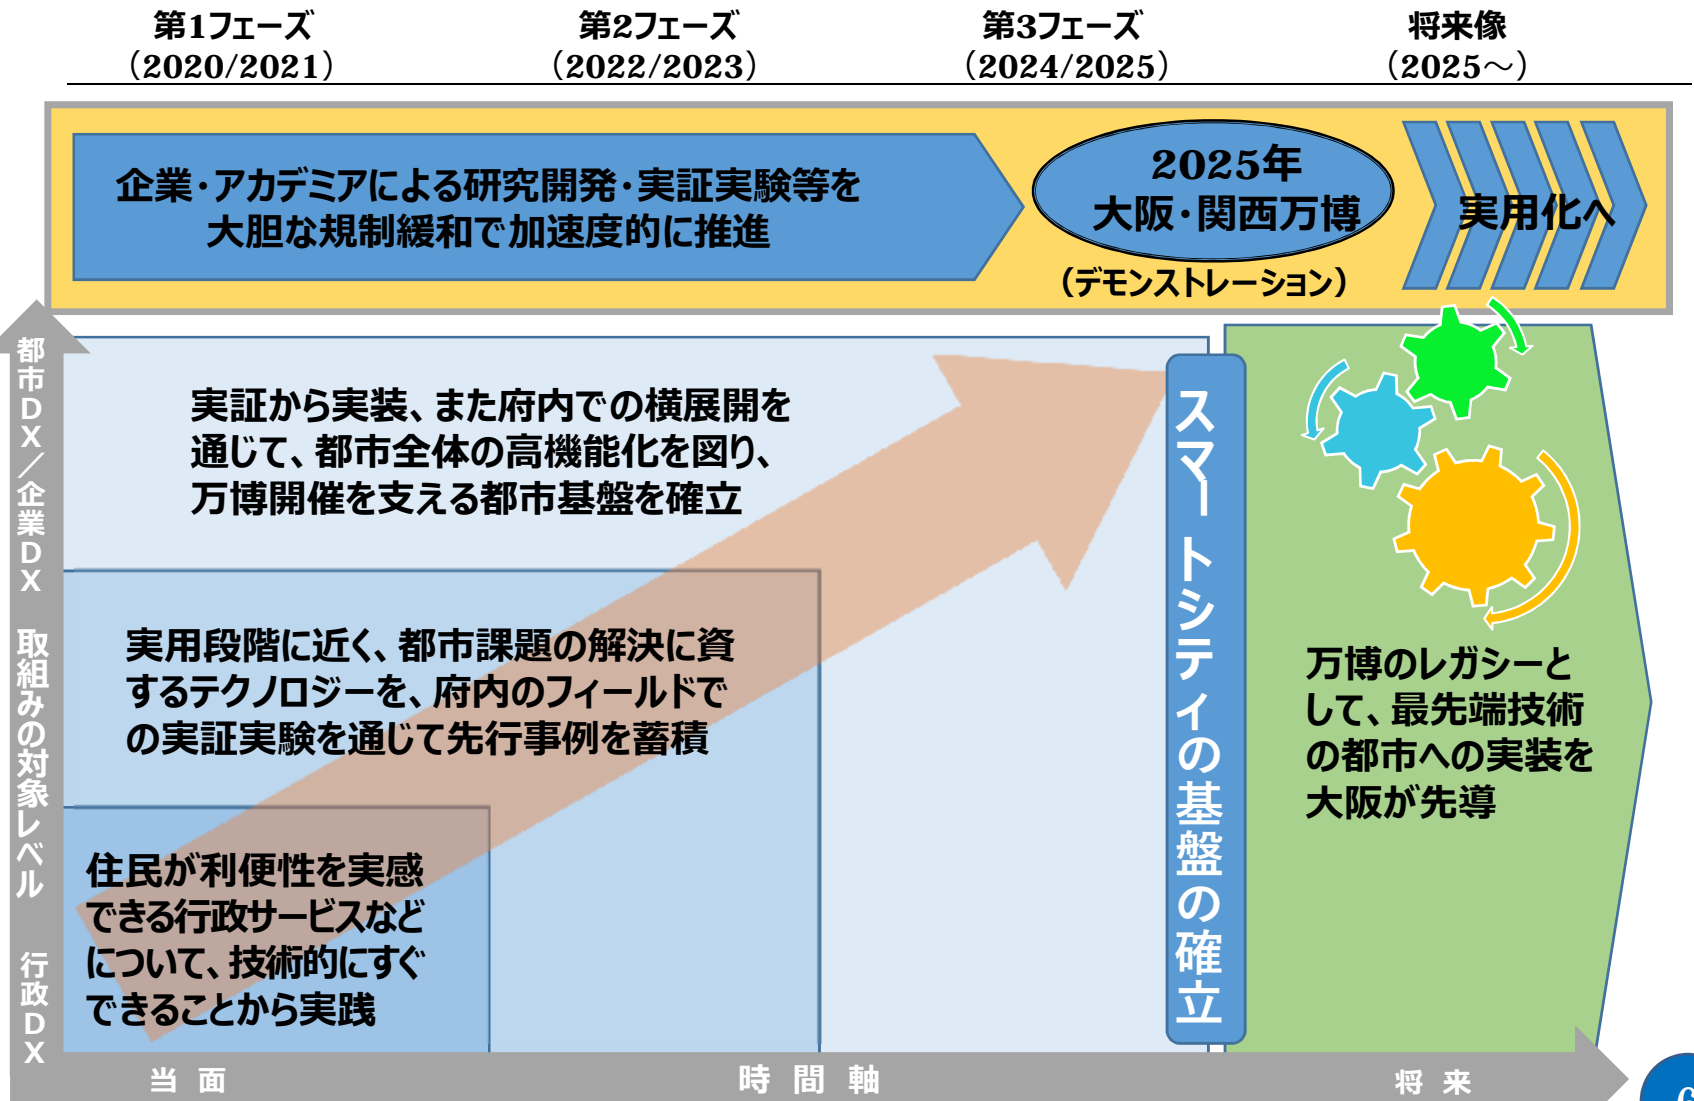 第1フェーズ
（2020/2021）
第2フェーズ
（2022/2023）
第3フェーズ
（2024/2025）
将来像
（2025～）
企業・アカデミアによる研究開発・実証実験等を
大胆な規制緩和で加速度的に推進
2025年
大阪・関西万博
（デモンストレーション）
実用化へ
都市DX／企業DX　取組みの対象レベル　行政DX
実証から実装、また府内での横展開を
通じて、都市全体の高機能化を図り、
万博開催を支える都市基盤を確立
実用段階に近く、都市課題の解決に資
するテクノロジーを、府内のフィールドで
の実証実験を通じて先行事例を蓄積
住民が利便性を実感
できる行政サービスなど
について、技術的にすぐ
できることから実践
スマートシティの基盤の確立
万博のレガシーと
して、最先端技術
の都市への実装を
大阪が先導
当面
時間軸
将来